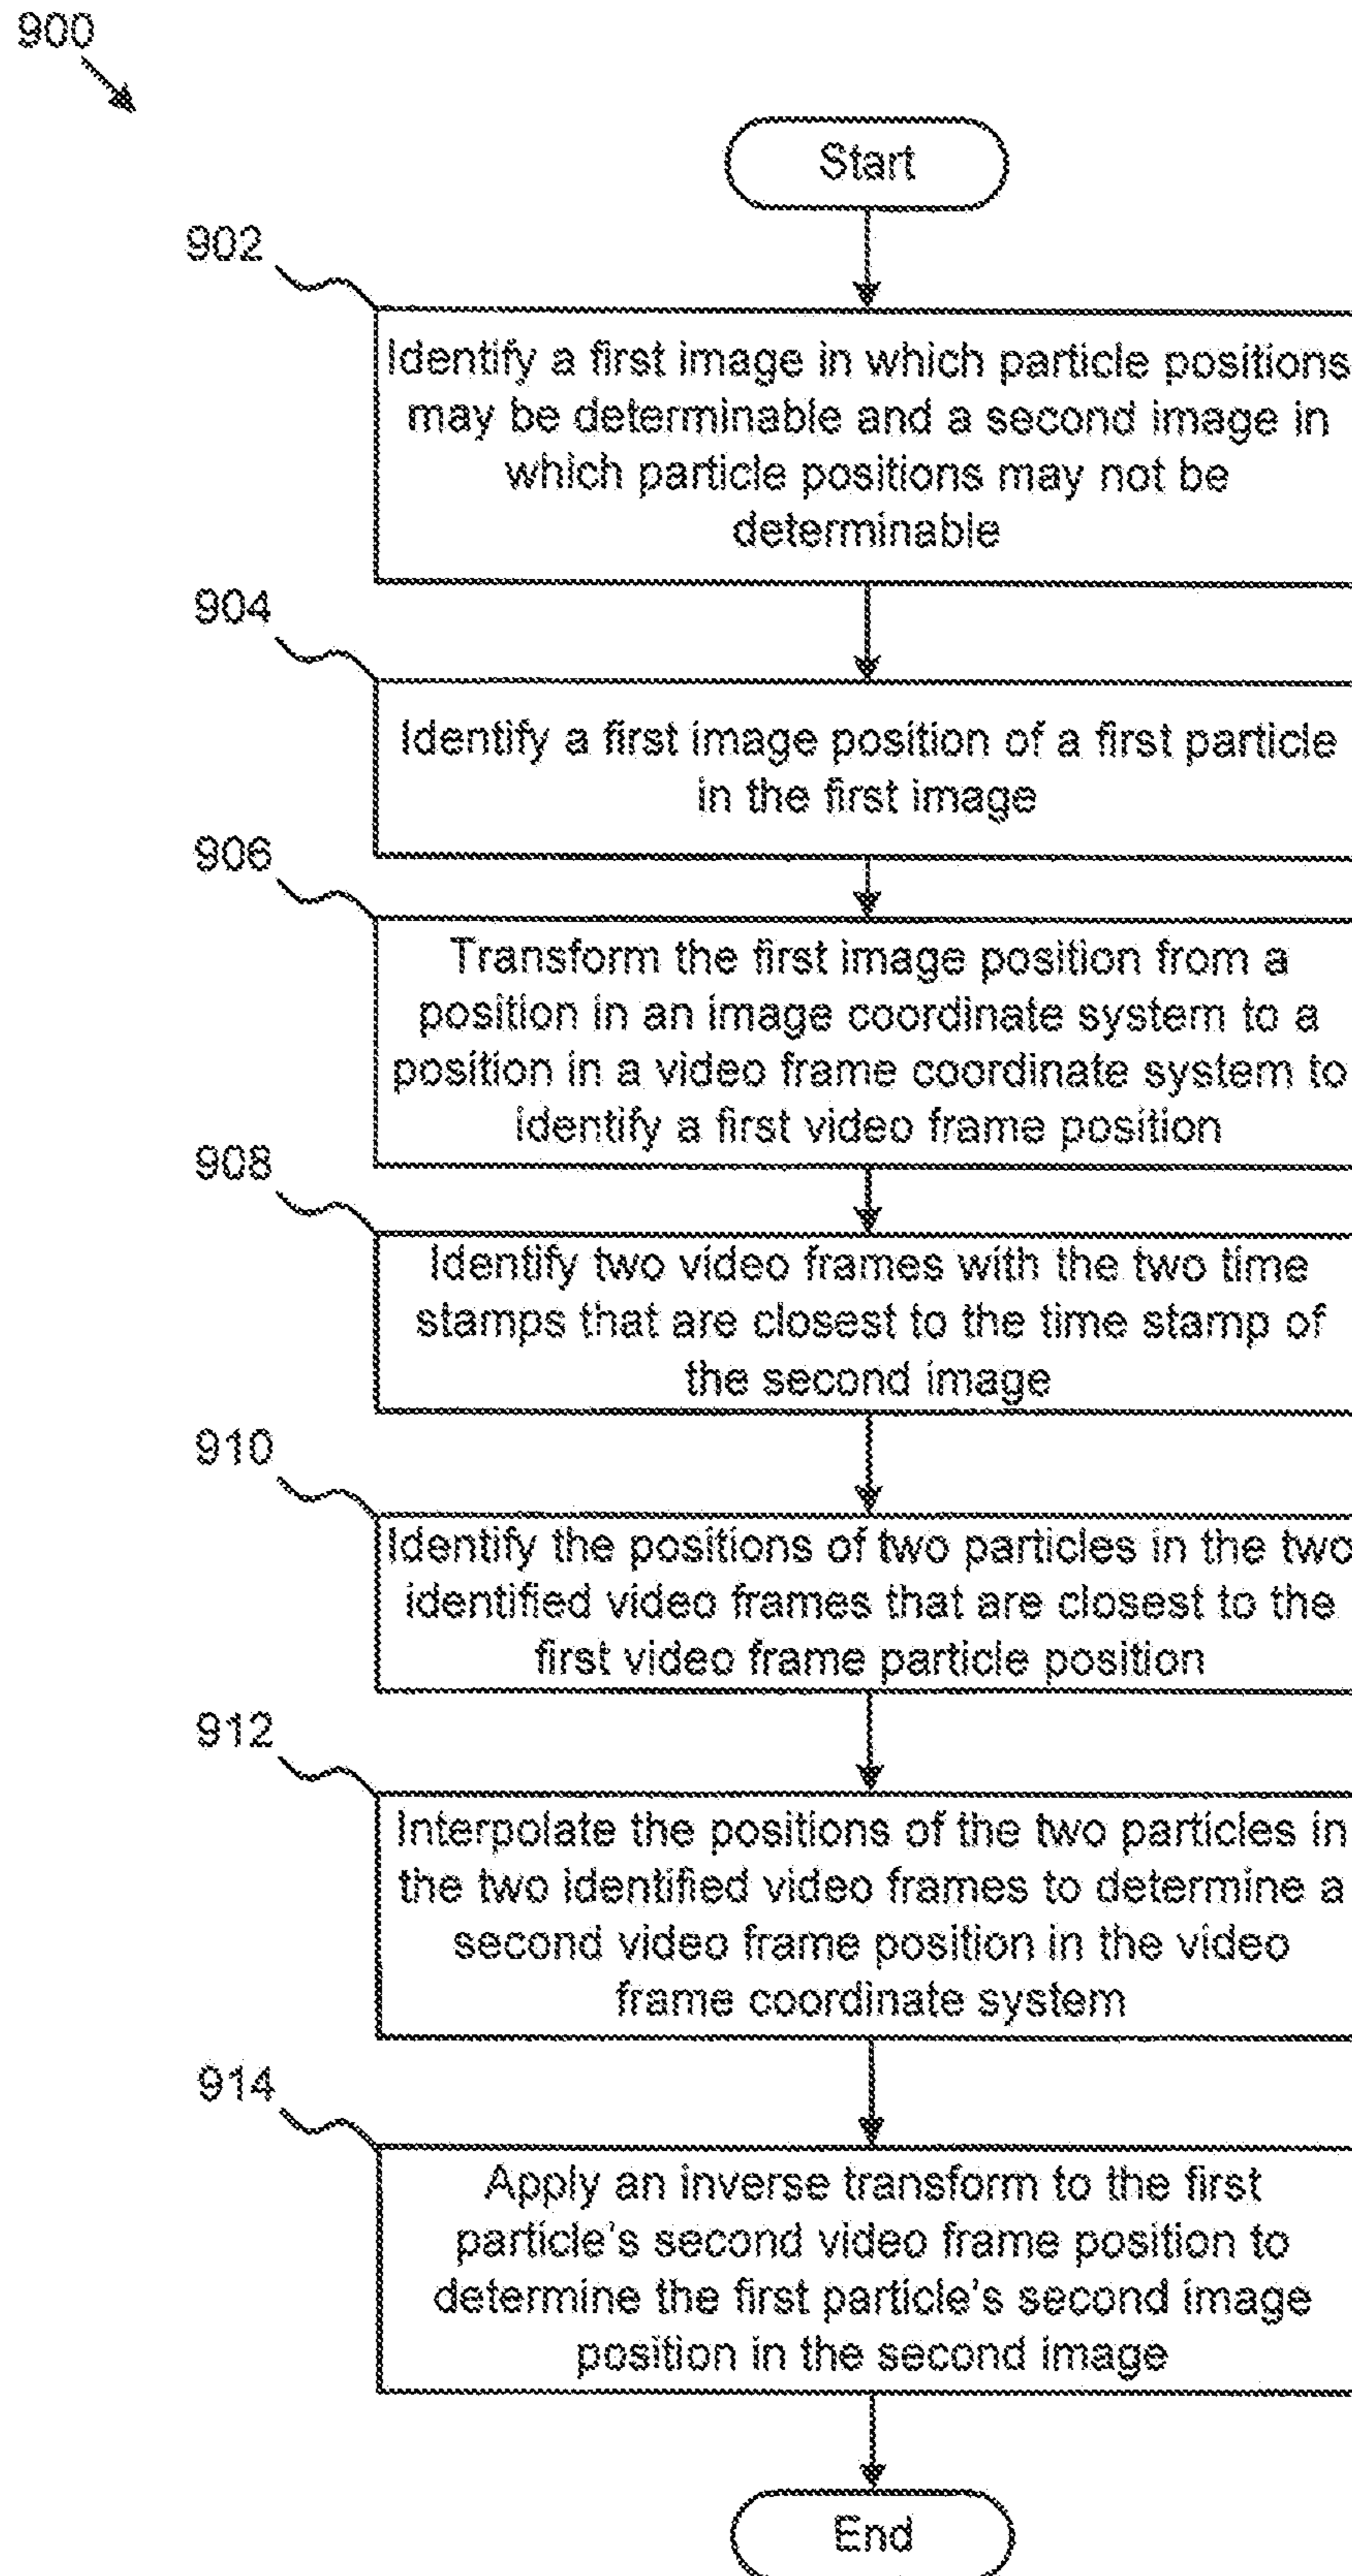 900
Start
902
Identify a first image in which particle positions
may be determinable and a second image in
which particle positions may not be
determinable
904
Identify a first image position of a first particle
in the first image
906
Transform the first image position from a
position in an image coordinate system to a
position in a video frame coordinate system to
identify a first video frame position
908
Identify two video frames with the two time
stamps that are closest to the time stamp of
the second image
910
Identify the positions of two particles in the two
identified video frames that are closest to the
first video frame particle position
912
Interpolate the positions of the two particles in
the two identified video frames to determine a
second video frame position in the video
frame coordinate system
914
Apply an inverse transform to the first
particle's second video frame position to
determine the first particle's second image
position in the second image
End